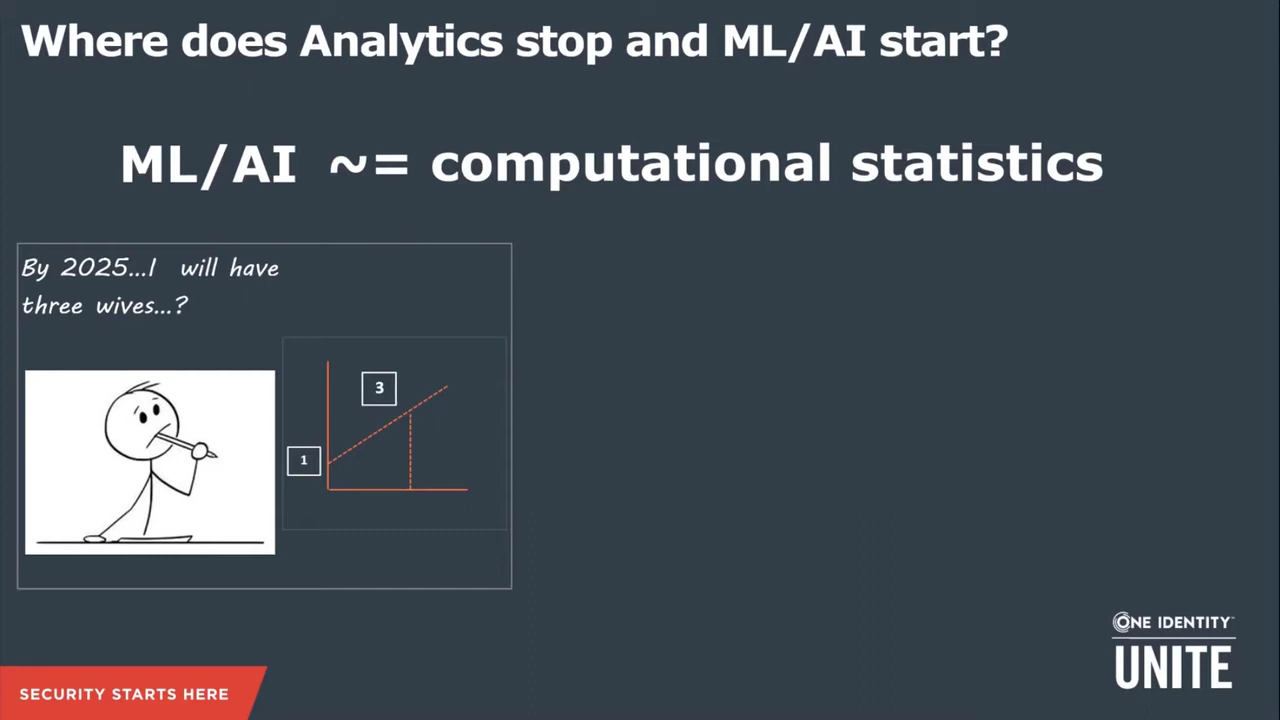 Where does Analytics stop and ML/AI start?
ML/AI ~= computational statistics
By 2025...I will have
three wives...?
3
1
SECURITY STARTS HERE
ONE IDENTITY™
UNITE